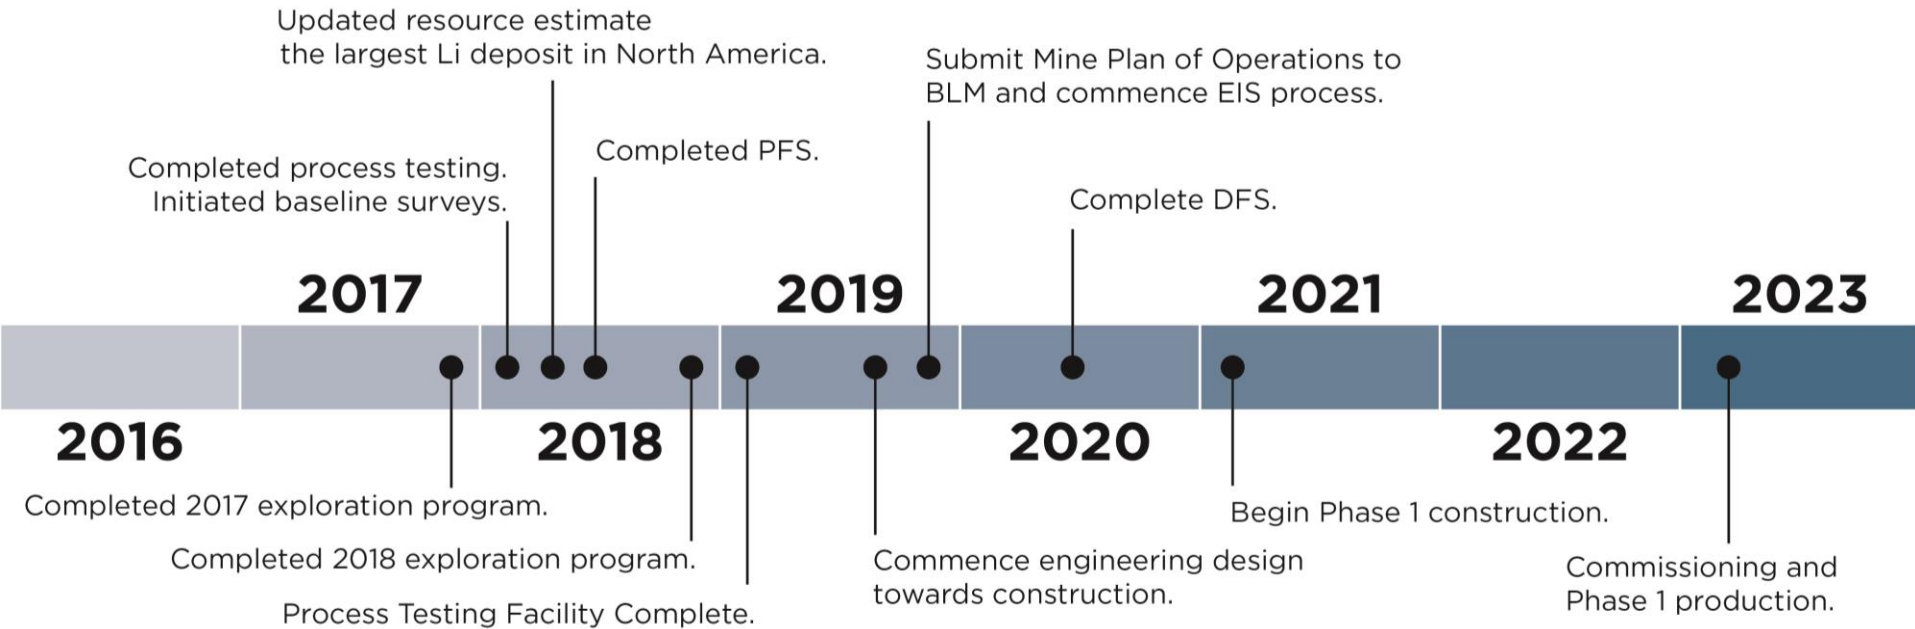 Updated resource estimate
the largest Li deposit in North America.
Submit Mine Plan of Operations to
BLM and commence EIS process.
Completed PFS.
Completed process testing.
Initiated baseline surveys.
Complete DFS.
2017
2019
2021
2023
2016
2018
2020
2022
Completed 2017 exploration program.
Begin Phase 1 construction.
Completed 2018 exploration program.
Commence engineering design
towards construction.
Commissioning and
Phase 1 production.
Process Testing Facility Complete.